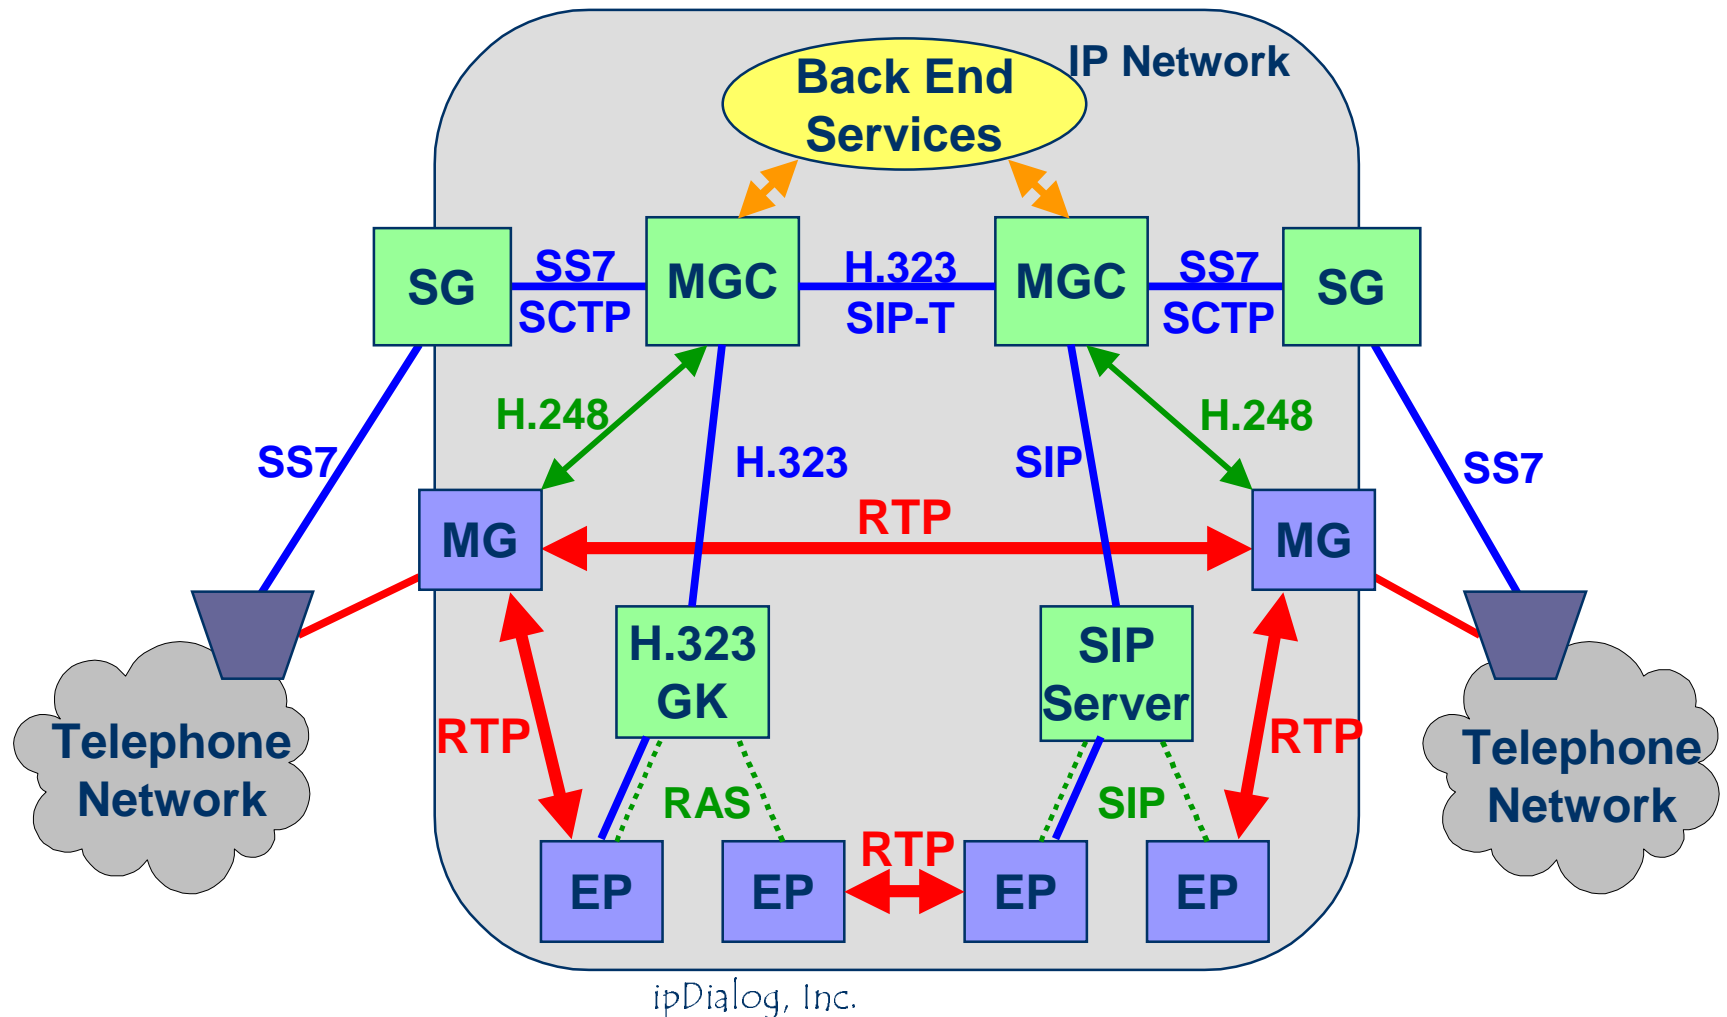 IP Network
Back End
Services
SG
SS7
SCTP
MGC
H.323
SIP-T
MGC
SS7
SCTP
SG
H.248
H.248
SS7
H.323
SIP
SS7
MG
RTP
MG
H.323
GK
SIP
Server
RTP
RTP
Telephone
Network
Telephone
Network
RAS
SIP
RTP
EP
EP
EP
EP
ipDialog, Inc.